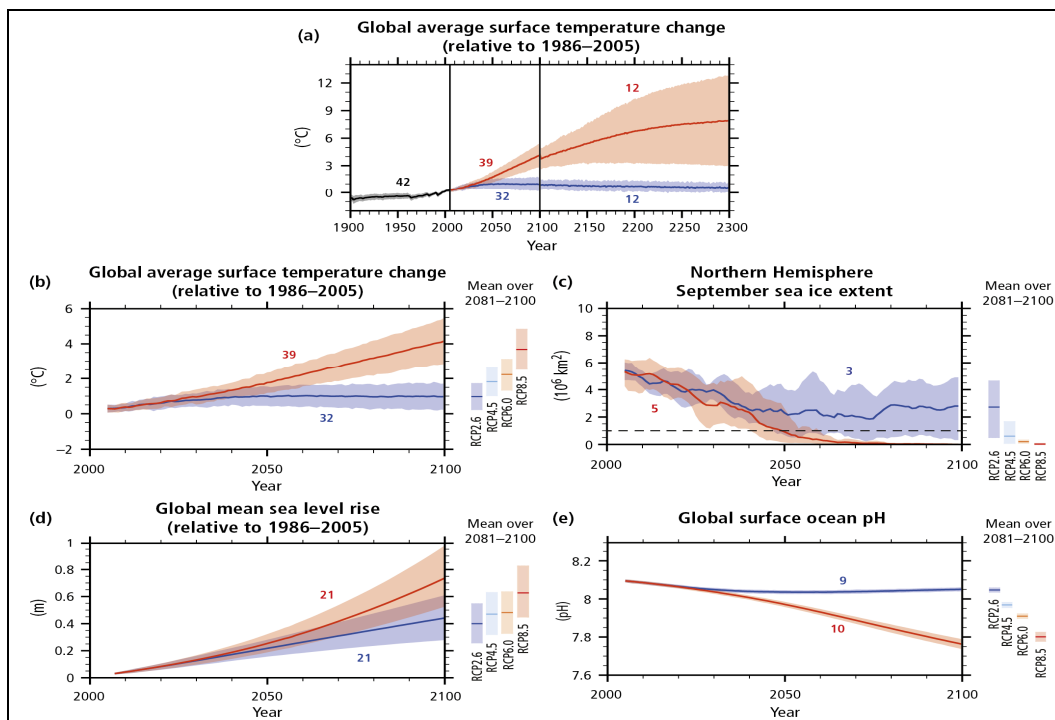 (a)
Global average surface temperature change
(relative to 1986–2005)
12
9
6
3
0
(°C)
42
39
32
12
12
1900
1950
2000
2050
2100
2150
2200
2250
2300
Year
(b)
Global average surface temperature change
(relative to 1986–2005)
Mean over
2081–2100
6
4
2
0
−2
(°C)
39
32
2000
2050
2100
Year
RCP2.6
RCP4.5
RCP6.0
RCP8.5
(c)
Northern Hemisphere
September sea ice extent
Mean over
2081–2100
10
8
6
4
2
0
(10⁶ km²)
3
5
2000
2050
2100
Year
RCP2.6
RCP4.5
RCP6.0
RCP8.5
(d)
Global mean sea level rise
(relative to 1986–2005)
Mean over
2081–2100
1
0.8
0.6
0.4
0.2
0
(m)
21
21
2000
2050
2100
Year
RCP2.6
RCP4.5
RCP6.0
RCP8.5
(e)
Global surface ocean pH
Mean over
2081–2100
8.2
8
7.8
7.6
(pH)
9
10
2000
2050
2100
Year
RCP2.6
RCP4.5
RCP6.0
RCP8.5